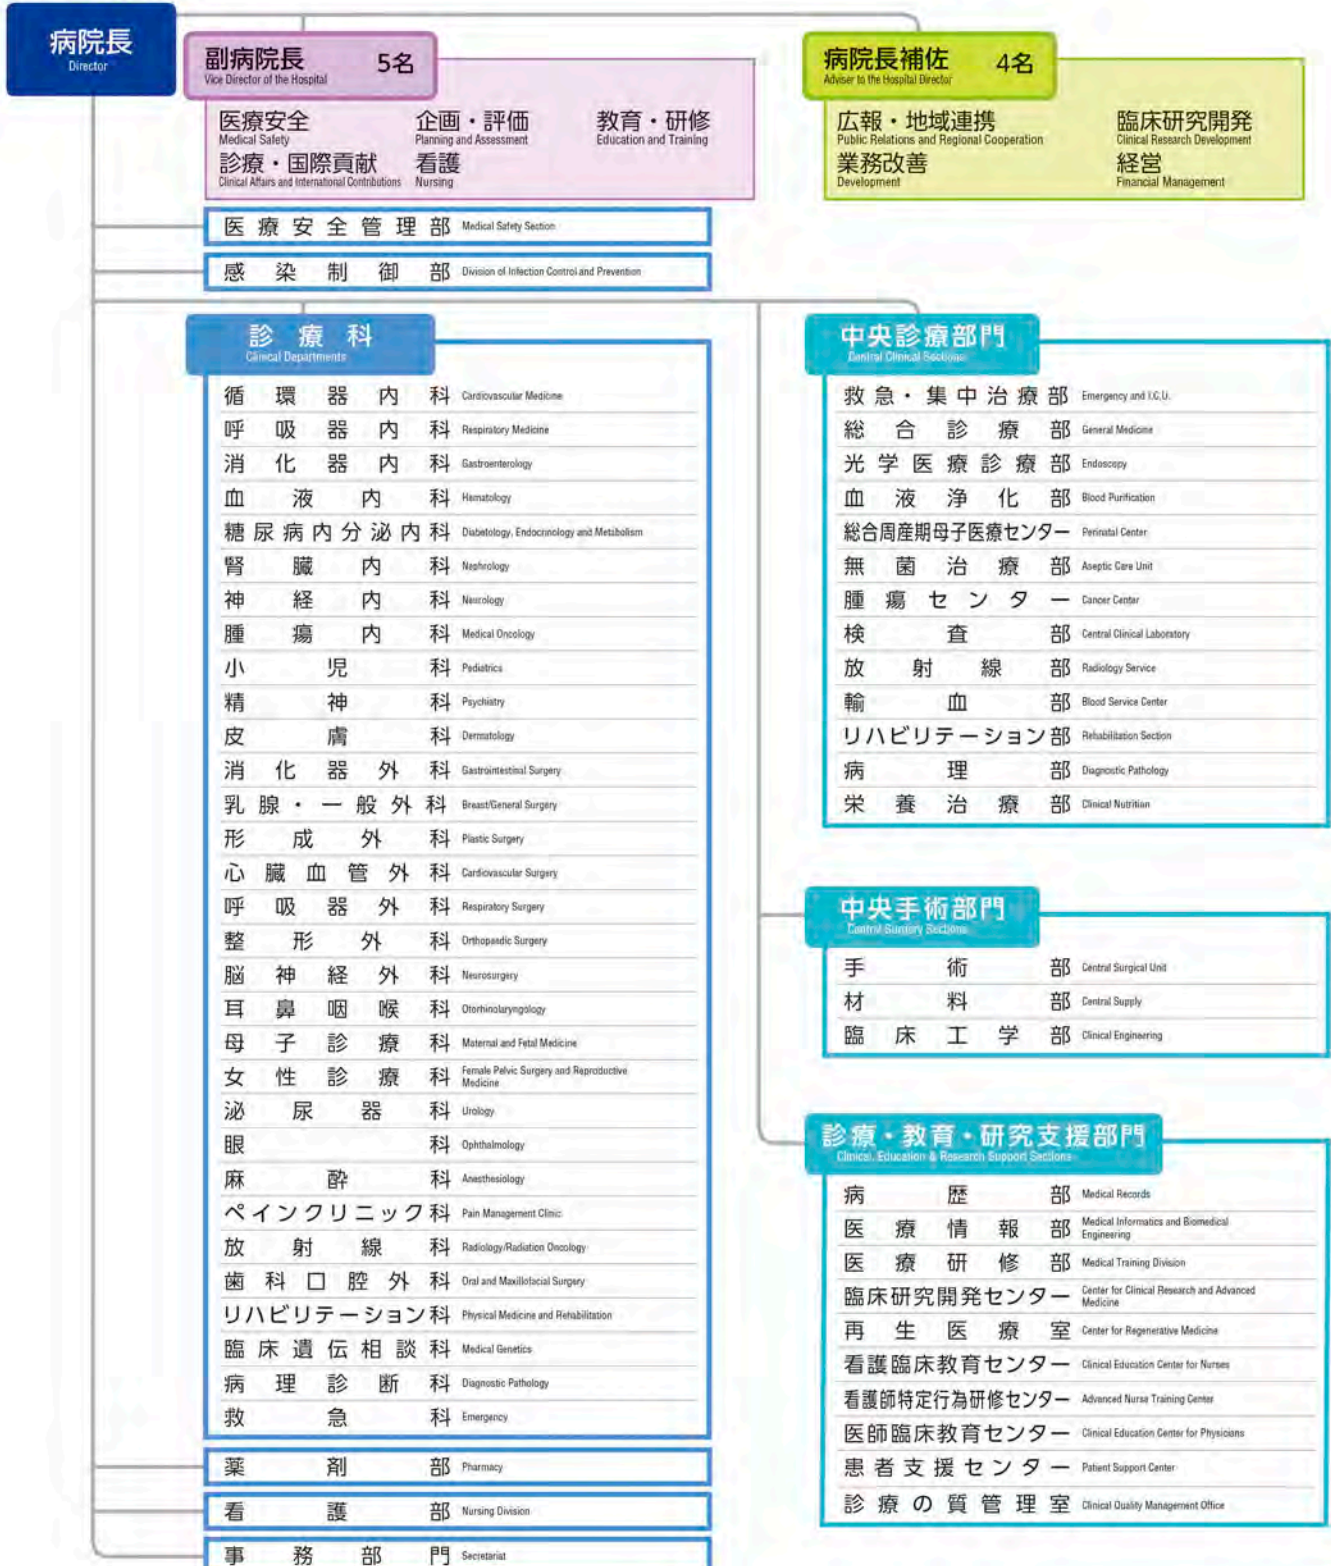 病院長
Director
副病院長 5名
Vice Director of the Hospital
医療安全 企画・評価 教育・研修
Medical Safety Planning and Assessment Education and Training
診療・国際貢献 看護
Clinical Affairs and International Contributions Nursing
病院長補佐 4名
Adviser to the Hospital Director
広報・地域連携 臨床研究開発
Public Relations and Regional Cooperation Clinical Research Development
業務改善 経営
Development Financial Management
医療安全管理部 Medical Safety Section
感染制御部 Division of Infection Control and Prevention
診療科
Clinical Departments
循環器内科 Cardiovascular Medicine
呼吸器内科 Respiratory Medicine
消化器内科 Gastroenterology
血液内科 Hematology
糖尿病内分泌内科 Diabetology, Endocrinology and Metabolism
腎臓内科 Nephrology
神経内科 Neurology
腫瘍内科 Medical Oncology
小児科 Pediatrics
精神科 Psychiatry
皮膚科 Dermatology
消化器外科 Gastrointestinal Surgery
乳腺・一般外科 Breast/General Surgery
形成外科 Plastic Surgery
心臓血管外科 Cardiovascular Surgery
呼吸器外科 Respiratory Surgery
整形外科 Orthopaedic Surgery
脳神経外科 Neurosurgery
耳鼻咽喉科 Otorhinolaryngology
母子診療科 Maternal and Fetal Medicine
女性診療科 Female Pelvic Surgery and Reproductive
Medicine
泌尿器科 Urology
眼科 Ophthalmology
麻酔科 Anesthesiology
ペインクリニック科 Pain Management Clinic
放射線科 Radiology/Radiation Oncology
歯科口腔外科 Oral and Maxillofacial Surgery
リハビリテーション科 Physical Medicine and Rehabilitation
臨床遺伝相談科 Medical Genetics
病理診断科 Diagnostic Pathology
救急科 Emergency
薬剤部 Pharmacy
看護部 Nursing Division
事務部門 Secretariat
中央診療部門
Central Clinical Sections
救急・集中治療部 Emergency and I.C.U.
総合診療部 General Medicine
光学医療診療部 Endoscopy
血液浄化部 Blood Purification
総合周産期母子医療センター Perinatal Center
無菌治療部 Aseptic Care Unit
腫瘍センター Cancer Center
検査部 Central Clinical Laboratory
放射線部 Radiology Service
輸血部 Blood Service Center
リハビリテーション部 Rehabilitation Section
病理部 Diagnostic Pathology
栄養治療部 Clinical Nutrition
中央手術部門
Central Surgery Sections
手術部 Central Surgical Unit
材料部 Central Supply
臨床工学部 Clinical Engineering
診療・教育・研究支援部門
Clinical, Education & Research Support Sections
病歴部 Medical Records
医療情報部 Medical Informatics and Biomedical
Engineering
医療研修部 Medical Training Division
臨床研究開発センター Center for Clinical Research and Advanced
Medicine
再生医療室 Center for Regenerative Medicine
看護臨床教育センター Clinical Education Center for Nurses
看護師特定行為研修センター Advanced Nurse Training Center
医師臨床教育センター Clinical Education Center for Physicians
患者支援センター Patient Support Center
診療の質管理室 Clinical Quality Management Office